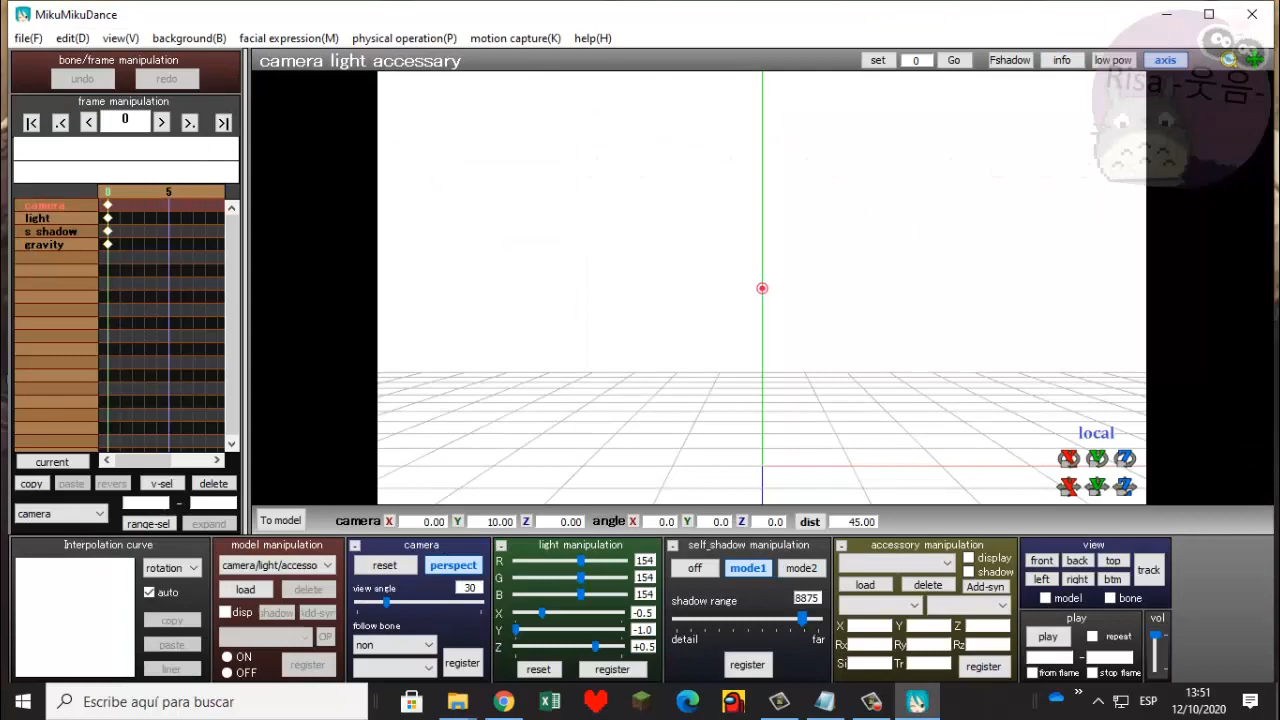 MikuMikuDance
file(F) edit(D) view(V) background(B) facial expression(M) physical operation(P) motion capture(K) help(H)
bone/frame manipulation
undo redo
camera light accessary
set 0 Go Fshadow info low pow axis
Risa -웃음-
frame manipulation
|< .< < 0 > >. >|
0 5
camera
light
s shadow
gravity
current
copy paste revers v-sel delete
camera - range-sel expand
local
X Y Z
X Y Z
To model camera X 0.00 Y 10.00 Z 0.00 angle X 0.0 Y 0.0 Z 0.0 dist 45.00
Interpolation curve
rotation
auto
copy
paste
liner
model manipulation
camera/light/accesso
load delete
disp shadow kdd-syn
OP
ON
OFF
register
camera
reset perspect
view angle 30
follow bone
non
register
light manipulation
R 154
G 154
B 154
X -0.5
Y -1.0
Z +0.5
reset register
self_shadow manipulation
off mode1 mode2
shadow range 8875
detail far
register
accessory manipulation
display
shadow
load delete Add-syn
X Y Z
Rx Ry Rz
Si Tr register
view
front back top
left right btm track
model bone
play
play repeat
-
from flame stop flame
vol
Escribe aquí para buscar
ESP
13:51
12/10/2020